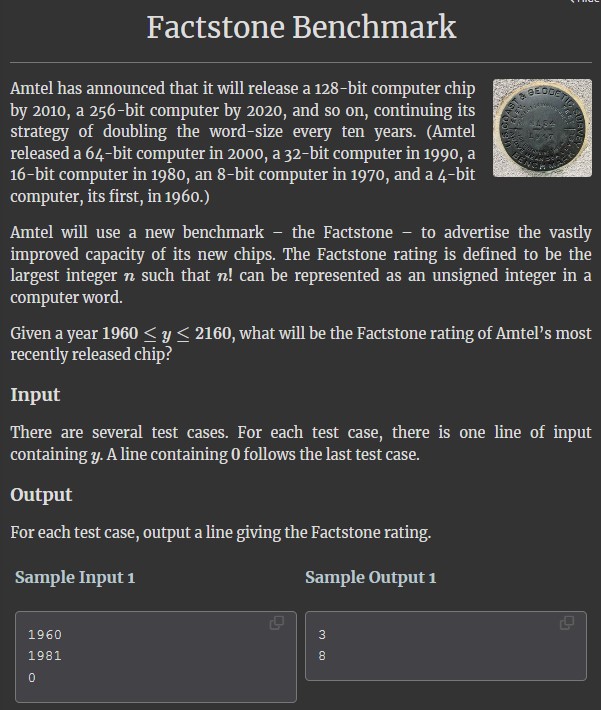 Factstone Benchmark
Amtel has announced that it will release a 128-bit computer chip
by 2010, a 256-bit computer by 2020, and so on, continuing its
strategy of doubling the word-size every ten years. (Amtel
released a 64-bit computer in 2000, a 32-bit computer in 1990, a
16-bit computer in 1980, an 8-bit computer in 1970, and a 4-bit
computer, its first, in 1960.)
Amtel will use a new benchmark – the Factstone – to advertise the vastly
improved capacity of its new chips. The Factstone rating is defined to be the
largest integer n such that n! can be represented as an unsigned integer in a
computer word.
Given a year 1960 ≤ y ≤ 2160, what will be the Factstone rating of Amtel's most
recently released chip?
Input
There are several test cases. For each test case, there is one line of input
containing y. A line containing 0 follows the last test case.
Output
For each test case, output a line giving the Factstone rating.
Sample Input 1
1960
1981
0
Sample Output 1
3
8